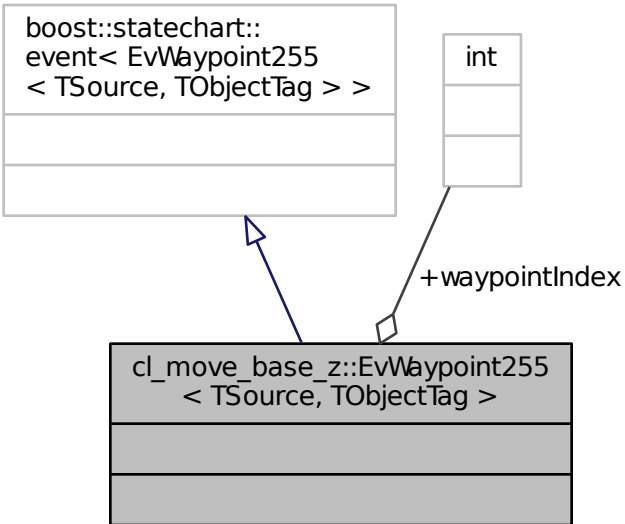 boost::statechart::
event< EvWaypoint255
< TSource, TObjectTag > >
int
+waypointIndex
cl_move_base_z::EvWaypoint255
< TSource, TObjectTag >